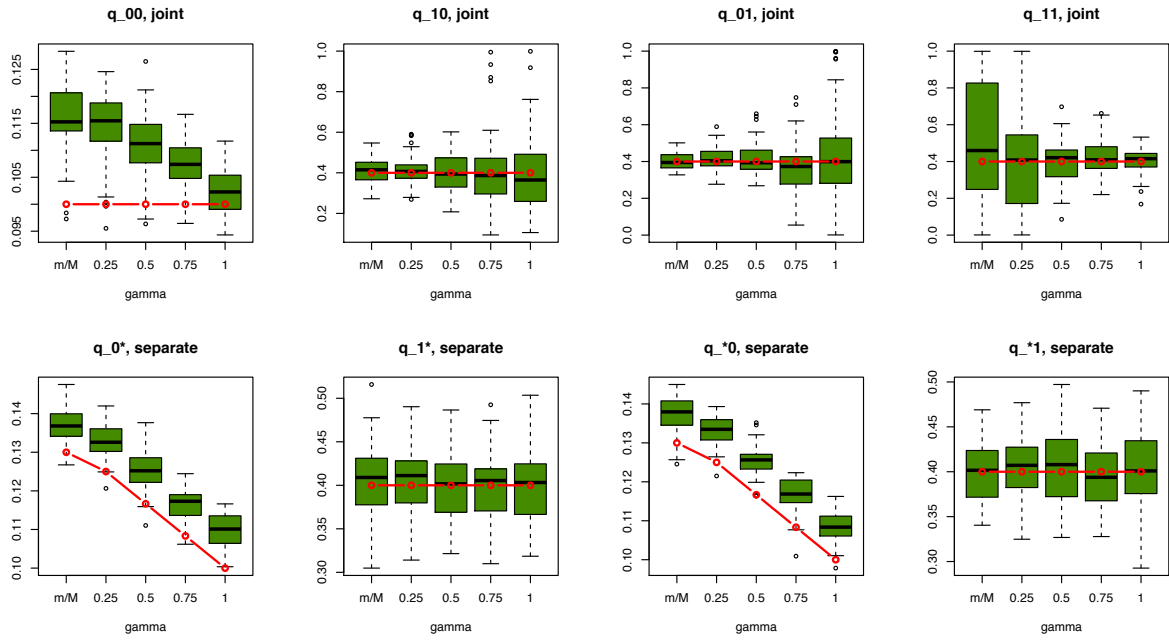 q_00, joint
0.095 0.105 0.115 0.125
m/M 0.25 0.5 0.75 1
gamma
q_10, joint
0.2 0.4 0.6 0.8 1.0
m/M 0.25 0.5 0.75 1
gamma
q_01, joint
0.0 0.2 0.4 0.6 0.8 1.0
m/M 0.25 0.5 0.75 1
gamma
q_11, joint
0.0 0.2 0.4 0.6 0.8 1.0
m/M 0.25 0.5 0.75 1
gamma
q_0*, separate
0.10 0.11 0.12 0.13 0.14
m/M 0.25 0.5 0.75 1
gamma
q_1*, separate
0.30 0.35 0.40 0.45 0.50
m/M 0.25 0.5 0.75 1
gamma
q_*0, separate
0.10 0.11 0.12 0.13 0.14
m/M 0.25 0.5 0.75 1
gamma
q_*1, separate
0.30 0.35 0.40 0.45 0.50
m/M 0.25 0.5 0.75 1
gamma